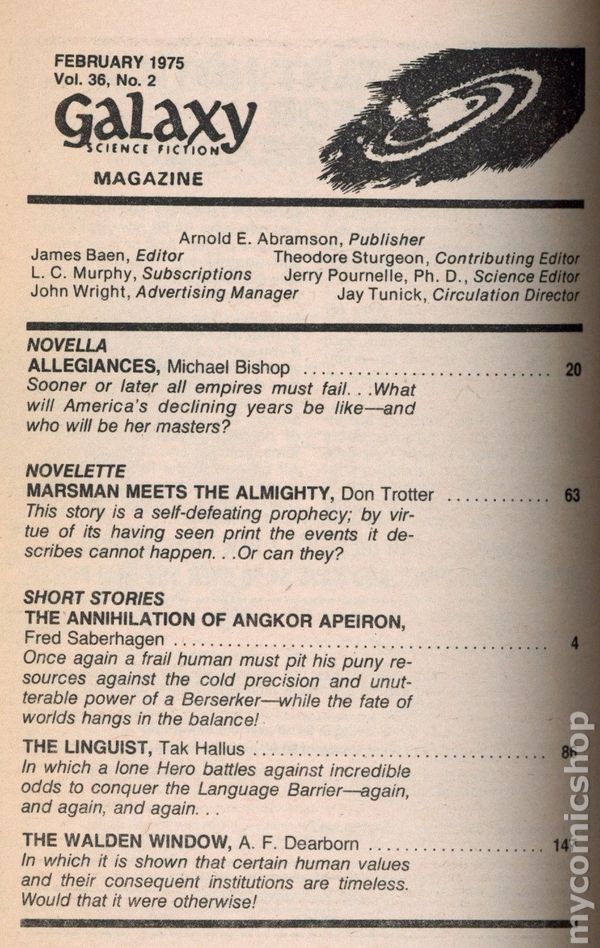 FEBRUARY 1975
Vol. 36, No. 2
Galaxy
SCIENCE FICTION
MAGAZINE
Arnold E. Abramson, Publisher
James Baen, Editor Theodore Sturgeon, Contributing Editor
L. C. Murphy, Subscriptions Jerry Pournelle, Ph. D., Science Editor
John Wright, Advertising Manager Jay Tunick, Circulation Director
NOVELLA
ALLEGIANCES, Michael Bishop ........................... 20
Sooner or later all empires must fail. . .What
will America's declining years be like—and
who will be her masters?
NOVELETTE
MARSMAN MEETS THE ALMIGHTY, Don Trotter ............ 63
This story is a self-defeating prophecy; by vir-
tue of its having seen print the events it de-
scribes cannot happen. . .Or can they?
SHORT STORIES
THE ANNIHILATION OF ANGKOR APEIRON,
Fred Saberhagen ........................................ 4
Once again a frail human must pit his puny re-
sources against the cold precision and unut-
terable power of a Berserker—while the fate of
worlds hangs in the balance!
THE LINGUIST, Tak Hallus ................................
In which a lone Hero battles against incredible
odds to conquer the Language Barrier—again,
and again, and again. . .
THE WALDEN WINDOW, A. F. Dearborn ....................
In which it is shown that certain human values
and their consequent institutions are timeless.
Would that it were otherwise!
mycomicshop